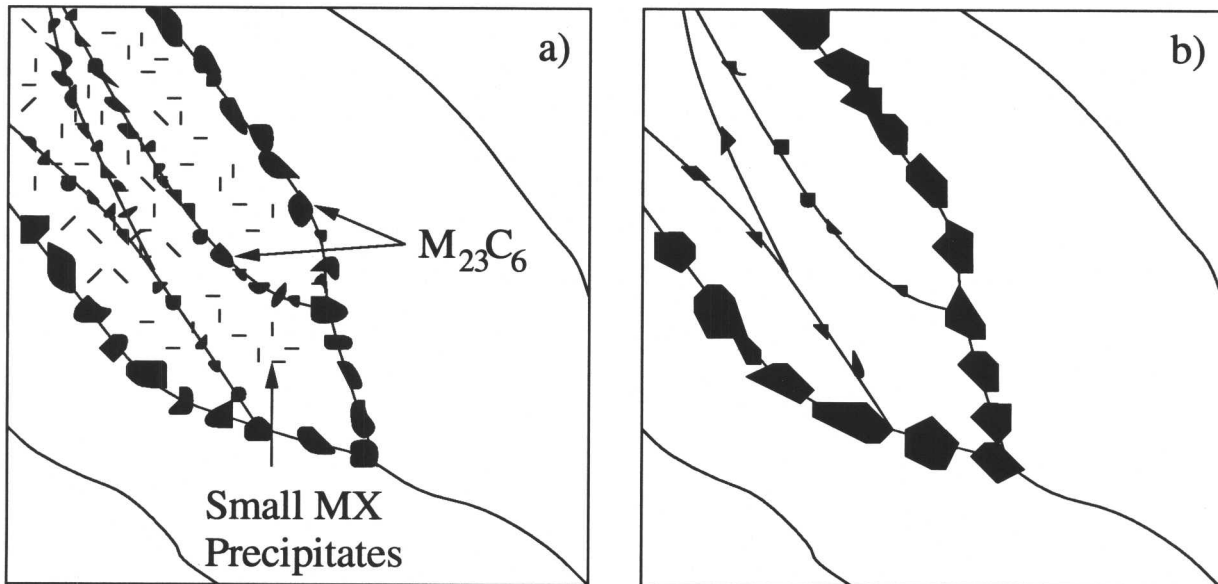 a)
M₂₃C₆
Small MX
Precipitates
b)